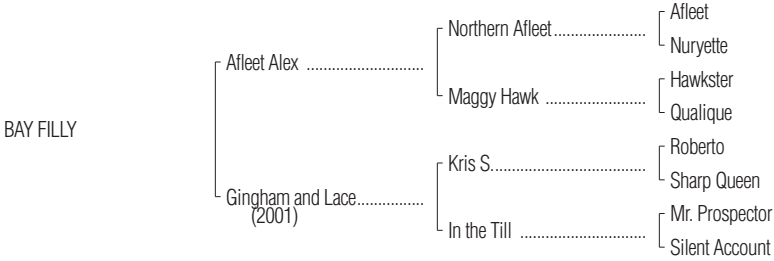 Afleet
Northern Afleet......................
Nuryette
Afleet Alex ............................
Hawkster
Maggy Hawk ........................
Qualique
BAY FILLY
Roberto
Kris S....................................
Sharp Queen
Gingham and Lace................
(2001)
Mr. Prospector
In the Till ..............................
Silent Account